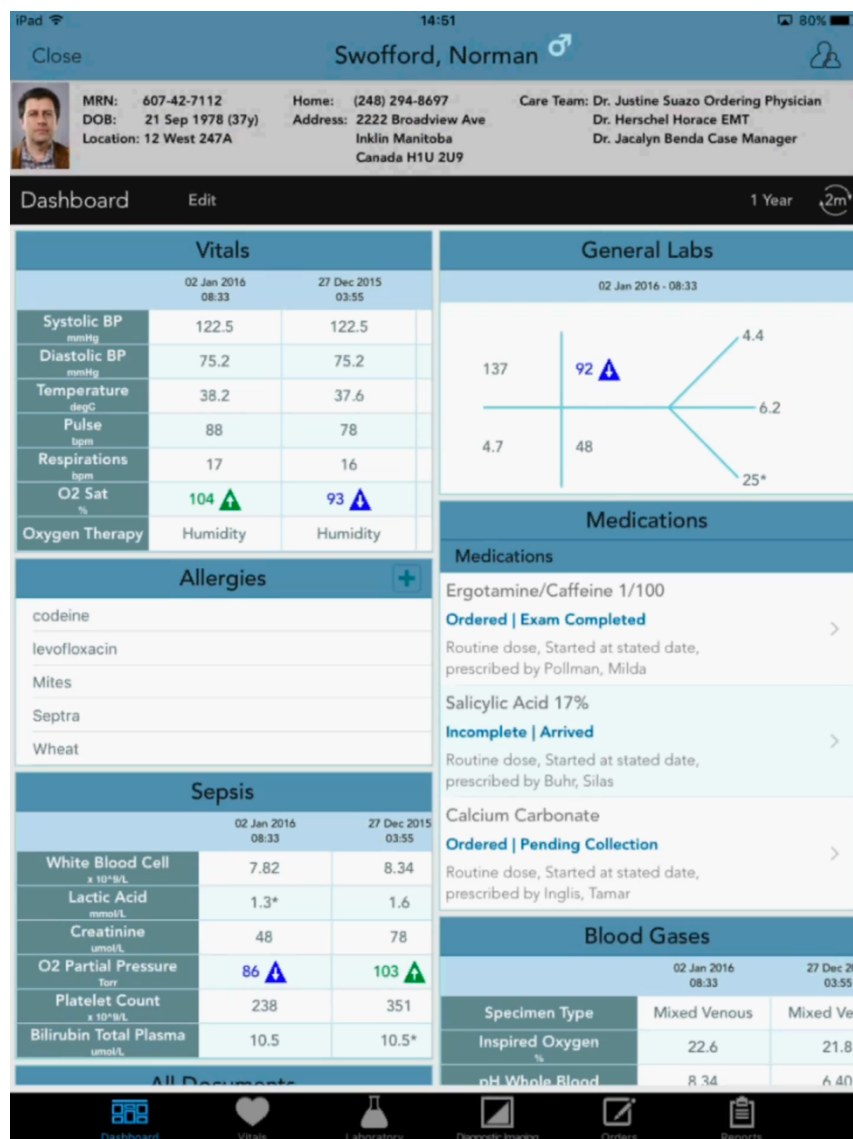 iPad 14:51 80%
Close Swofford, Norman ♂
MRN: 607-42-7112
DOB: 21 Sep 1978 (37y)
Location: 12 West 247A
Home: (248) 294-8697
Address: 2222 Broadview Ave
Inklin Manitoba
Canada H1U 2U9
Care Team: Dr. Justine Suazo Ordering Physician
Dr. Herschel Horace EMT
Dr. Jacalyn Benda Case Manager
Dashboard Edit 1 Year 2m
Vitals
02 Jan 2016 27 Dec 2015
08:33 03:55
Systolic BP mmHg 122.5 122.5
Diastolic BP mmHg 75.2 75.2
Temperature degC 38.2 37.6
Pulse bpm 88 78
Respirations bpm 17 16
O2 Sat % 104 93
Oxygen Therapy Humidity Humidity
Allergies +
codeine
levofloxacin
Mites
Septra
Wheat
Sepsis
02 Jan 2016 27 Dec 2015
08:33 03:55
White Blood Cell x 10^9/L 7.82 8.34
Lactic Acid mmol/L 1.3* 1.6
Creatinine umol/L 48 78
O2 Partial Pressure Torr 86 103
Platelet Count x 10^9/L 238 351
Bilirubin Total Plasma umol/L 10.5 10.5*
All Documents
General Labs
02 Jan 2016 - 08:33
4.4
137 92
6.2
4.7 48
25*
Medications
Medications
Ergotamine/Caffeine 1/100
Ordered | Exam Completed
Routine dose, Started at stated date,
prescribed by Pollman, Milda
Salicylic Acid 17%
Incomplete | Arrived
Routine dose, Started at stated date,
prescribed by Buhr, Silas
Calcium Carbonate
Ordered | Pending Collection
Routine dose, Started at stated date,
prescribed by Inglis, Tamar
Blood Gases
02 Jan 2016 27 Dec 20
08:33 03:55
Specimen Type Mixed Venous Mixed Ve
Inspired Oxygen % 22.6 21.8
pH Whole Blood 8.34 6.40
Dashboard Vitals Laboratory Diagnostic Imaging Orders Reports